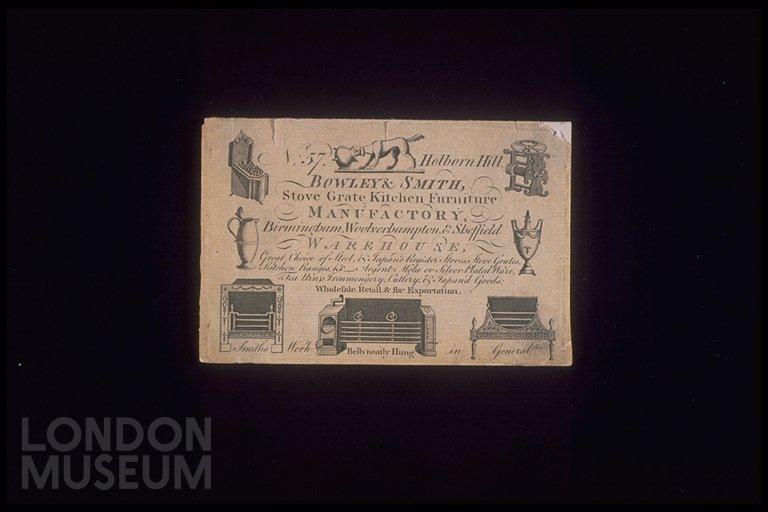 No. 57. Holborn Hill.
BOWLEY & SMITH,
Stove Grate Kitchen Furniture
MANUFACTORY,
Birmingham, Woolverhampton, & Sheffield
WAREHOUSE,
Great Choice of Steel, & Japan'd Register Stoves, Stove Grates,
Kitchen Ranges, &c. Argent Molu or Silver Plated Ware,
Tea Urns, Ironmongery, Cutlery, & Japan'd Goods.
Wholesale, Retail & for Exportation.
Smiths Work in General
Bells neatly Hung.
LONDON
MUSEUM